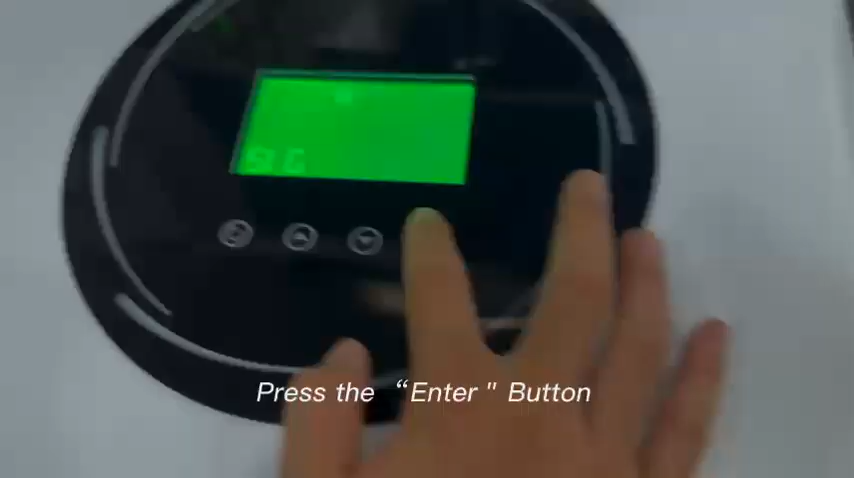 Press the “Enter " Button